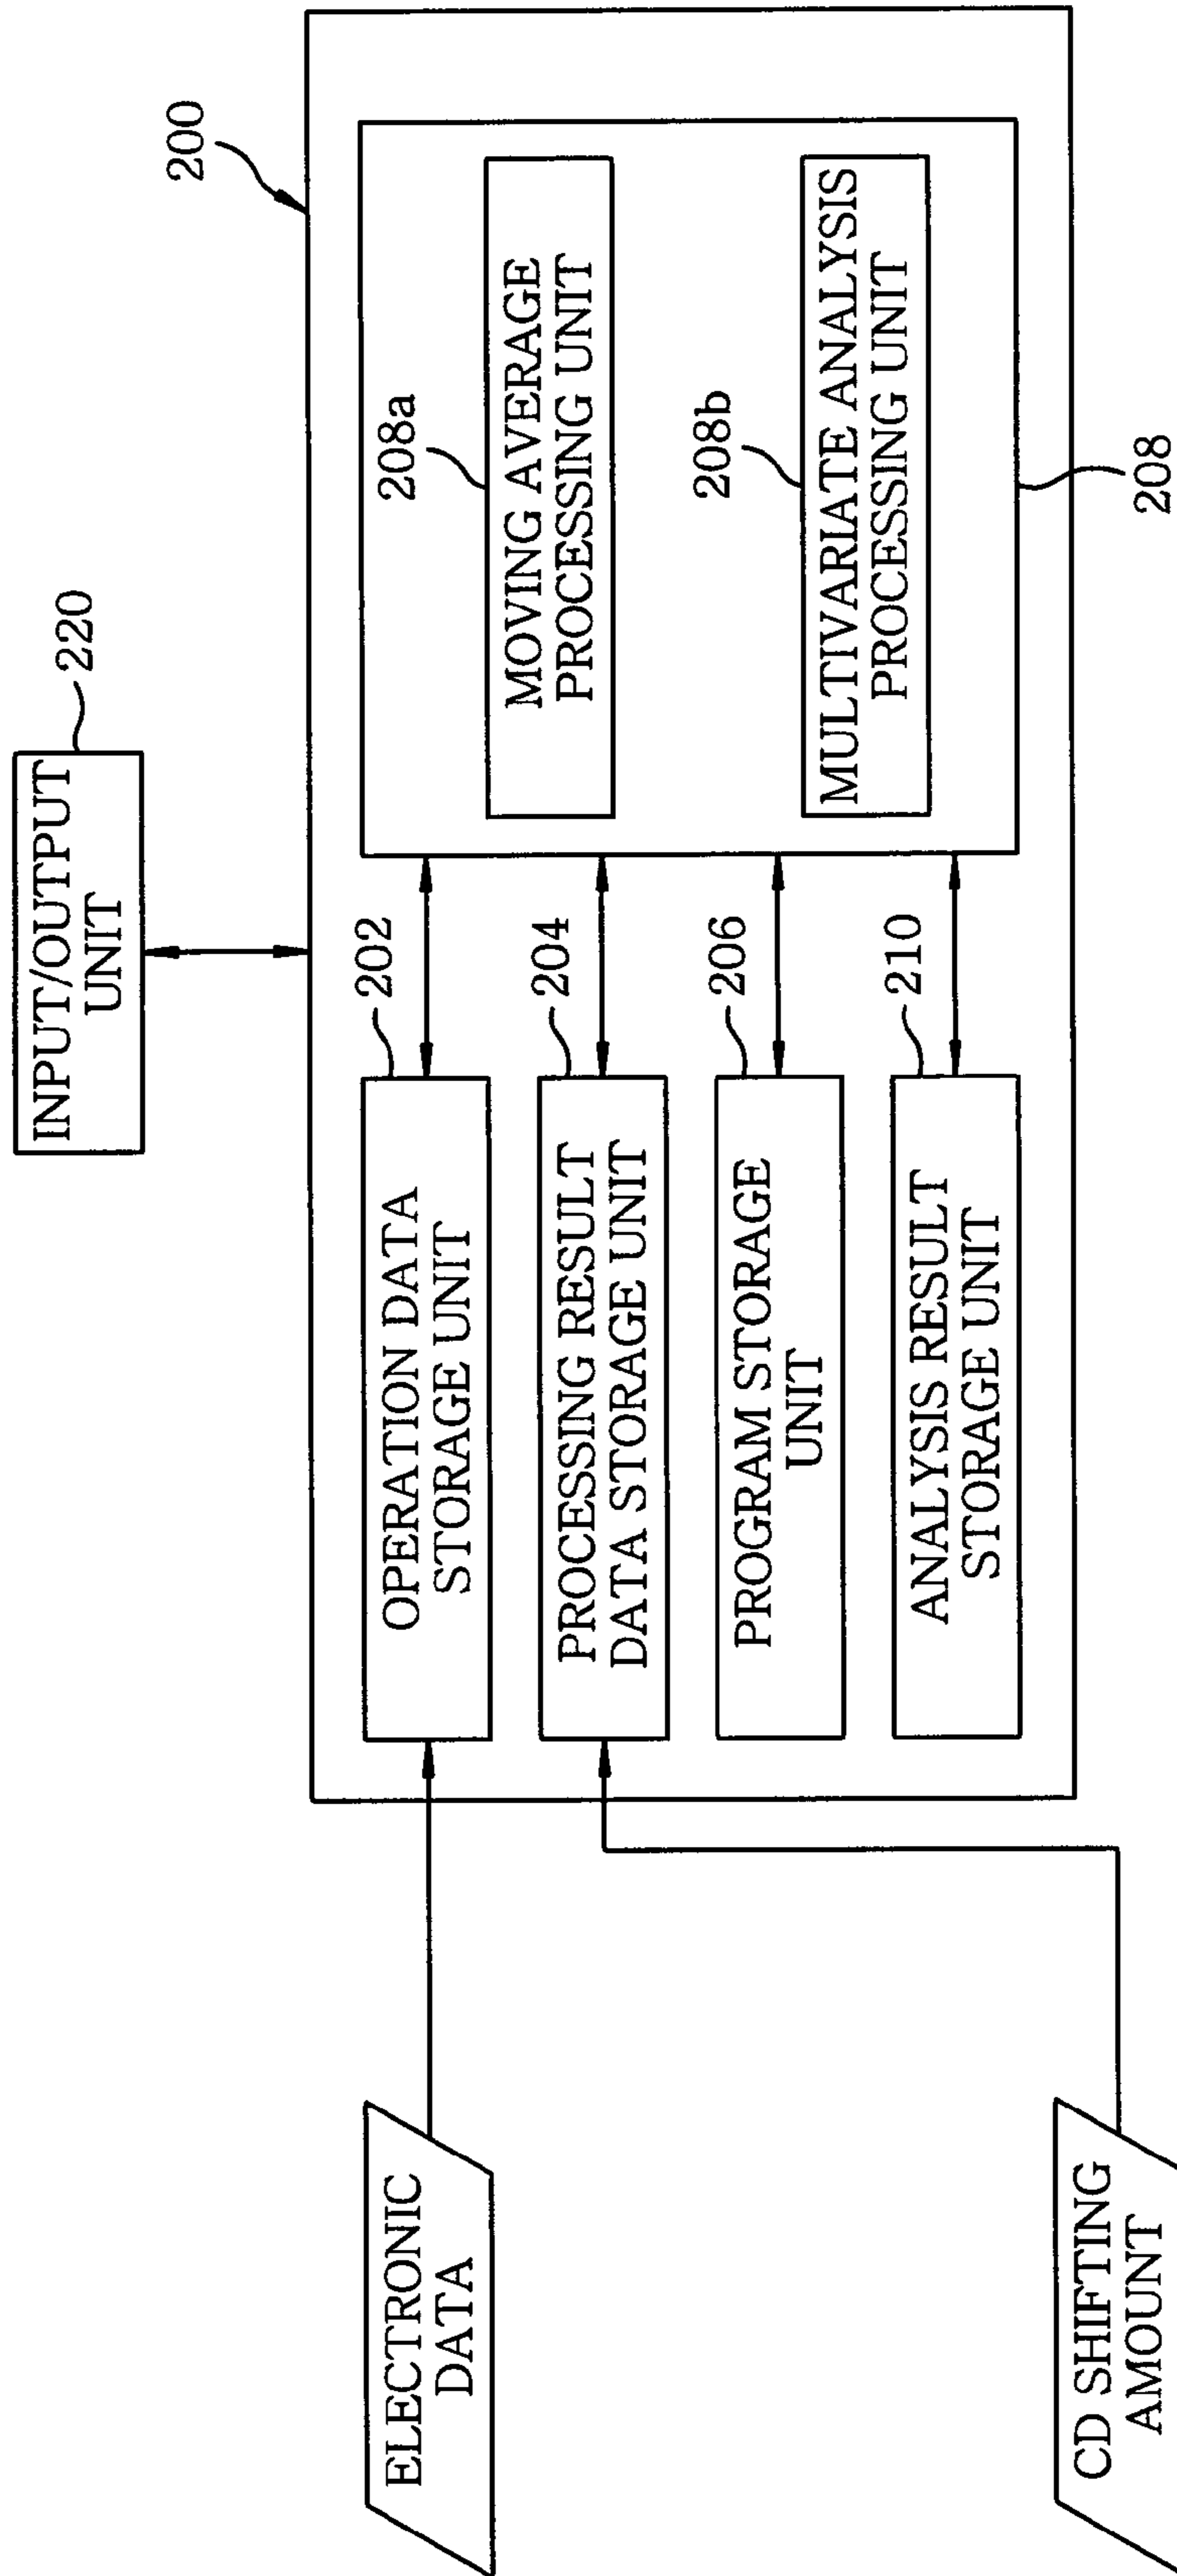 INPUT/OUTPUT
UNIT
220
200
ELECTRONIC
DATA
CD SHIFTING
AMOUNT
OPERATION DATA
STORAGE UNIT
202
PROCESSING RESULT
DATA STORAGE UNIT
204
PROGRAM STORAGE
UNIT
206
ANALYSIS RESULT
STORAGE UNIT
210
208a
MOVING AVERAGE
PROCESSING UNIT
208b
MULTIVARIATE ANALYSIS
PROCESSING UNIT
208